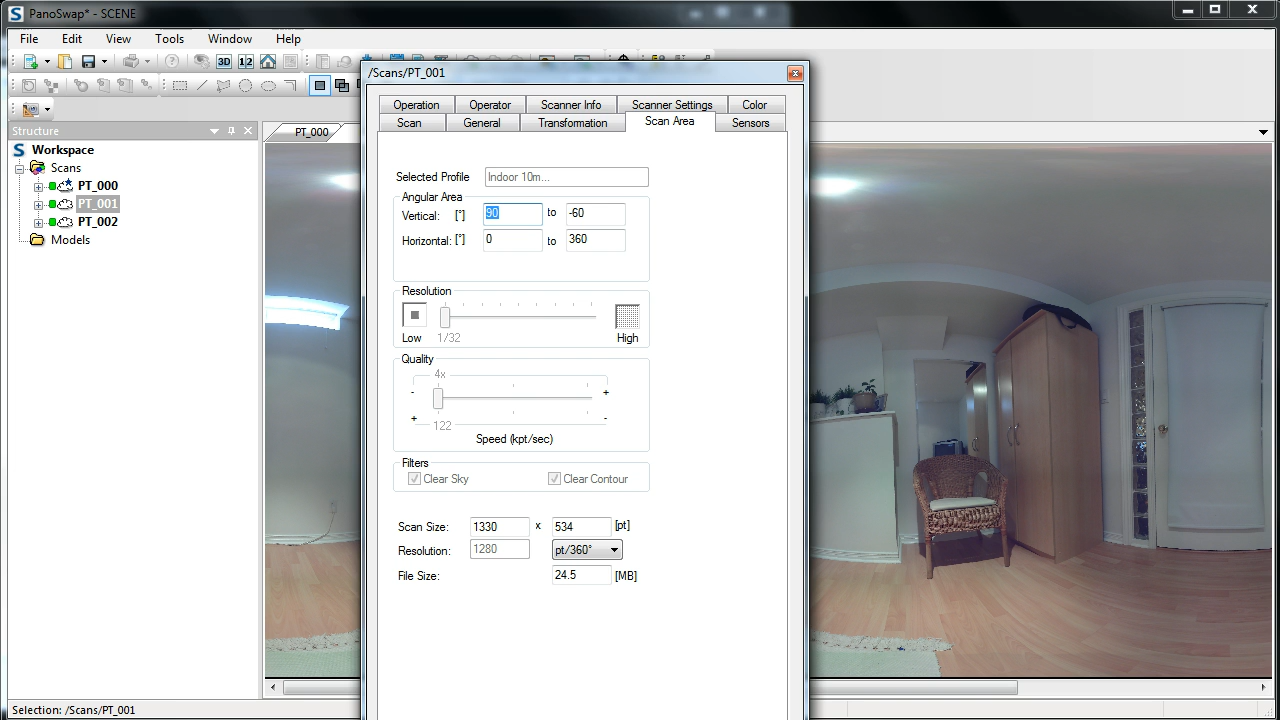 PanoSwap* - SCENE
File Edit View Tools Window Help
3D 1,2
/Scans/PT_001
Operation Operator Scanner Info Scanner Settings Color
Scan General Transformation Scan Area Sensors
Structure
PT_000
Workspace
Scans
PT_000
PT_001
PT_002
Models
Selected Profile Indoor 10m...
Angular Area
Vertical: [°] 90 to -60
Horizontal: [°] 0 to 360
Resolution
Low 1/32 High
Quality
4x
- +
+ -
122
Speed (kpt/sec)
Filters
Clear Sky Clear Contour
Scan Size: 1330 x 534 [pt]
Resolution: 1280 pt/360°
File Size: 24.5 [MB]
Selection: /Scans/PT_001